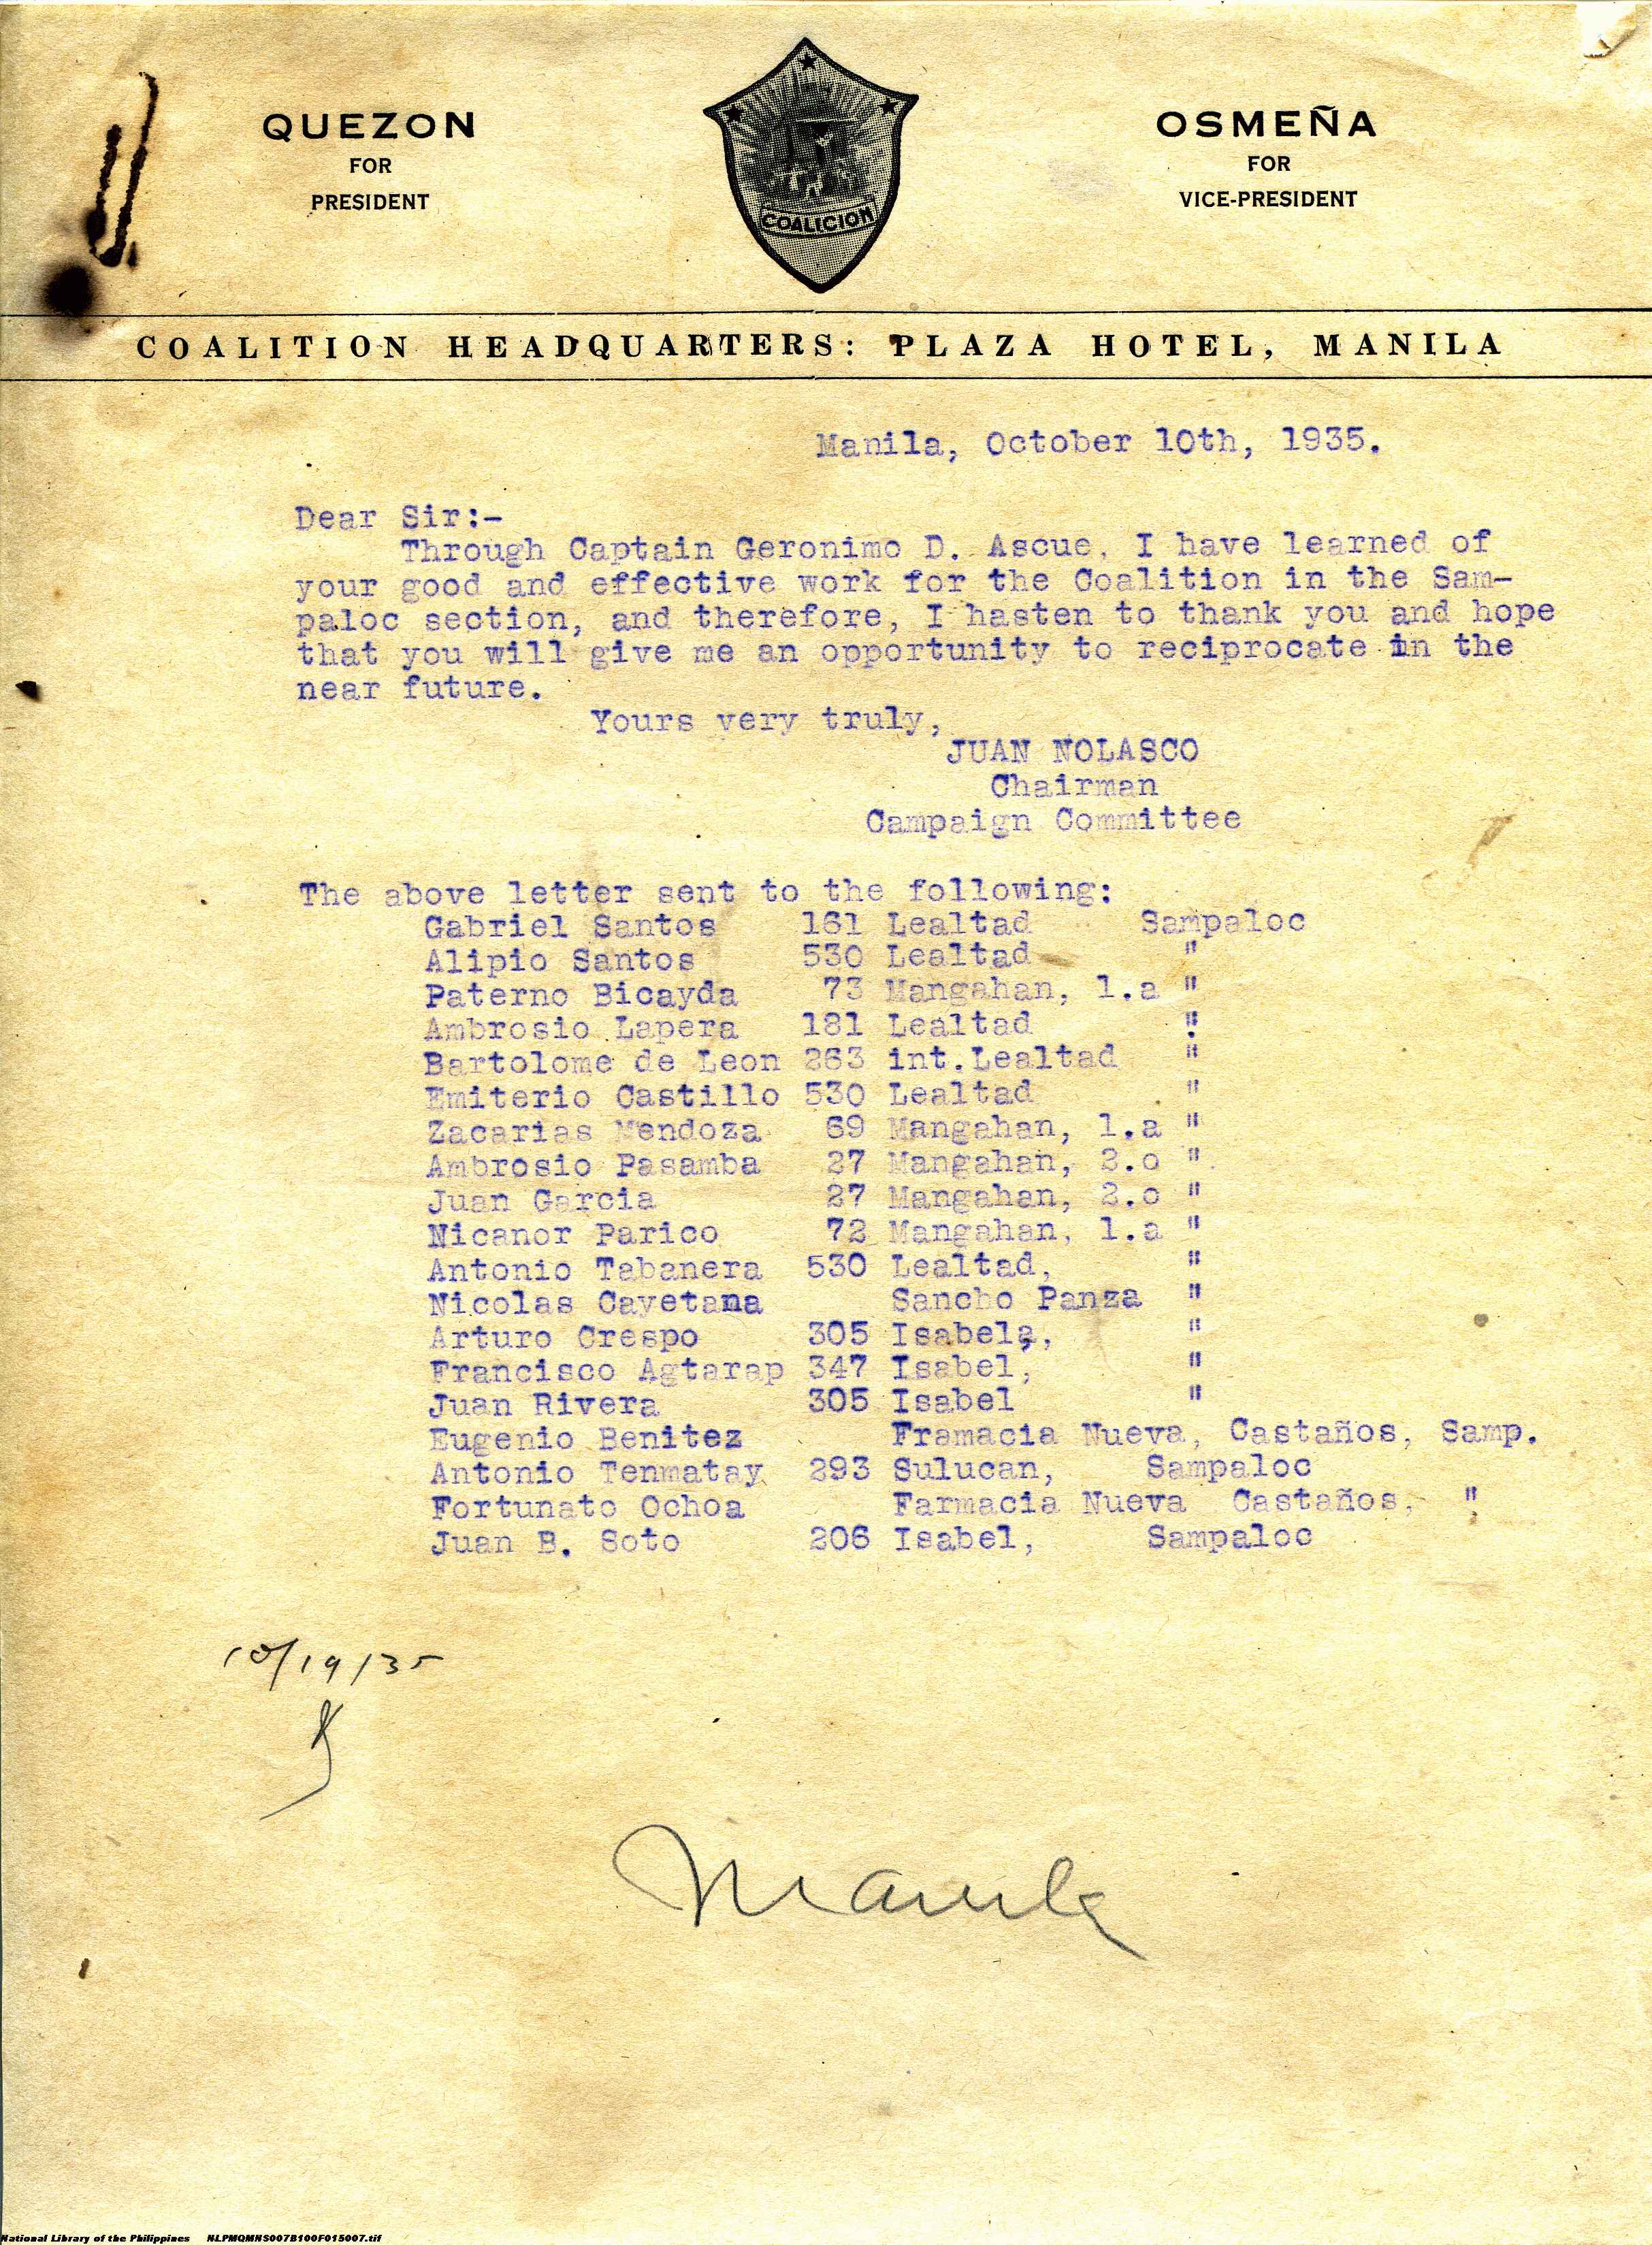 QUEZON
FOR
PRESIDENT
COALICION
OSMEÑA
FOR
VICE-PRESIDENT
COALITION HEADQUARTERS: PLAZA HOTEL, MANILA
Manila, October 10th, 1935.
Dear Sir:-
Through Captain Geronimo D. Ascue, I have learned of
your good and effective work for the Coalition in the Sam-
paloc section, and therefore, I hasten to thank you and hope
that you will give me an opportunity to reciprocate in the
near future.
Yours very truly,
JUAN NOLASCO
Chairman
Campaign Committee
The above letter sent to the following:
Gabriel Santos 161 Lealtad Sampaloc
Alipio Santos 530 Lealtad "
Paterno Bicayda 73 Mangahan, 1.a "
Ambrosio Lapera 181 Lealtad "
Bartolome de Leon 263 int.Lealtad "
Emiterio Castillo 530 Lealtad "
Zacarias Mendoza 69 Mangahan, 1.a "
Ambrosio Pasamba 27 Mangahan, 2.o "
Juan Garcia 27 Mangahan, 2.o "
Nicanor Parico 72 Mangahan, 1.a "
Antonio Tabanera 530 Lealtad, "
Nicolas Cayetana Sancho Panza "
Arturo Crespo 305 Isabel, "
Francisco Agtarap 347 Isabel, "
Juan Rivera 305 Isabel "
Eugenio Benitez Framacia Nueva, Castaños, Samp.
Antonio Tenmatay 293 Sulucan, Sampaloc
Fortunato Ochoa Farmacia Nueva Castaños, "
Juan B. Soto 206 Isabel, Sampaloc
10/19/35
Manila
National Library of the Philippines NLPMQMNS007B100F015007.tif